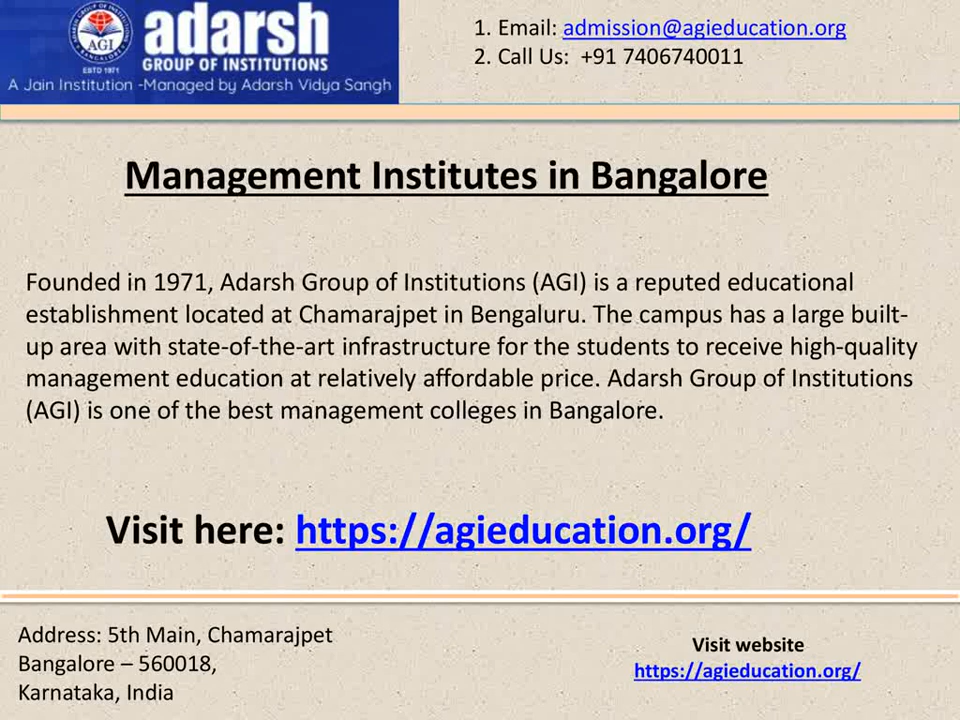 adarsh
GROUP OF INSTITUTIONS
AGI
ESTD 1971
A Jain Institution -Managed by Adarsh Vidya Sangh
1. Email: admission@agieducation.org
2. Call Us: +91 7406740011
Management Institutes in Bangalore
Founded in 1971, Adarsh Group of Institutions (AGI) is a reputed educational
establishment located at Chamarajpet in Bengaluru. The campus has a large built-
up area with state-of-the-art infrastructure for the students to receive high-quality
management education at relatively affordable price. Adarsh Group of Institutions
(AGI) is one of the best management colleges in Bangalore.
Visit here: https://agieducation.org/
Address: 5th Main, Chamarajpet
Bangalore – 560018,
Karnataka, India
Visit website
https://agieducation.org/